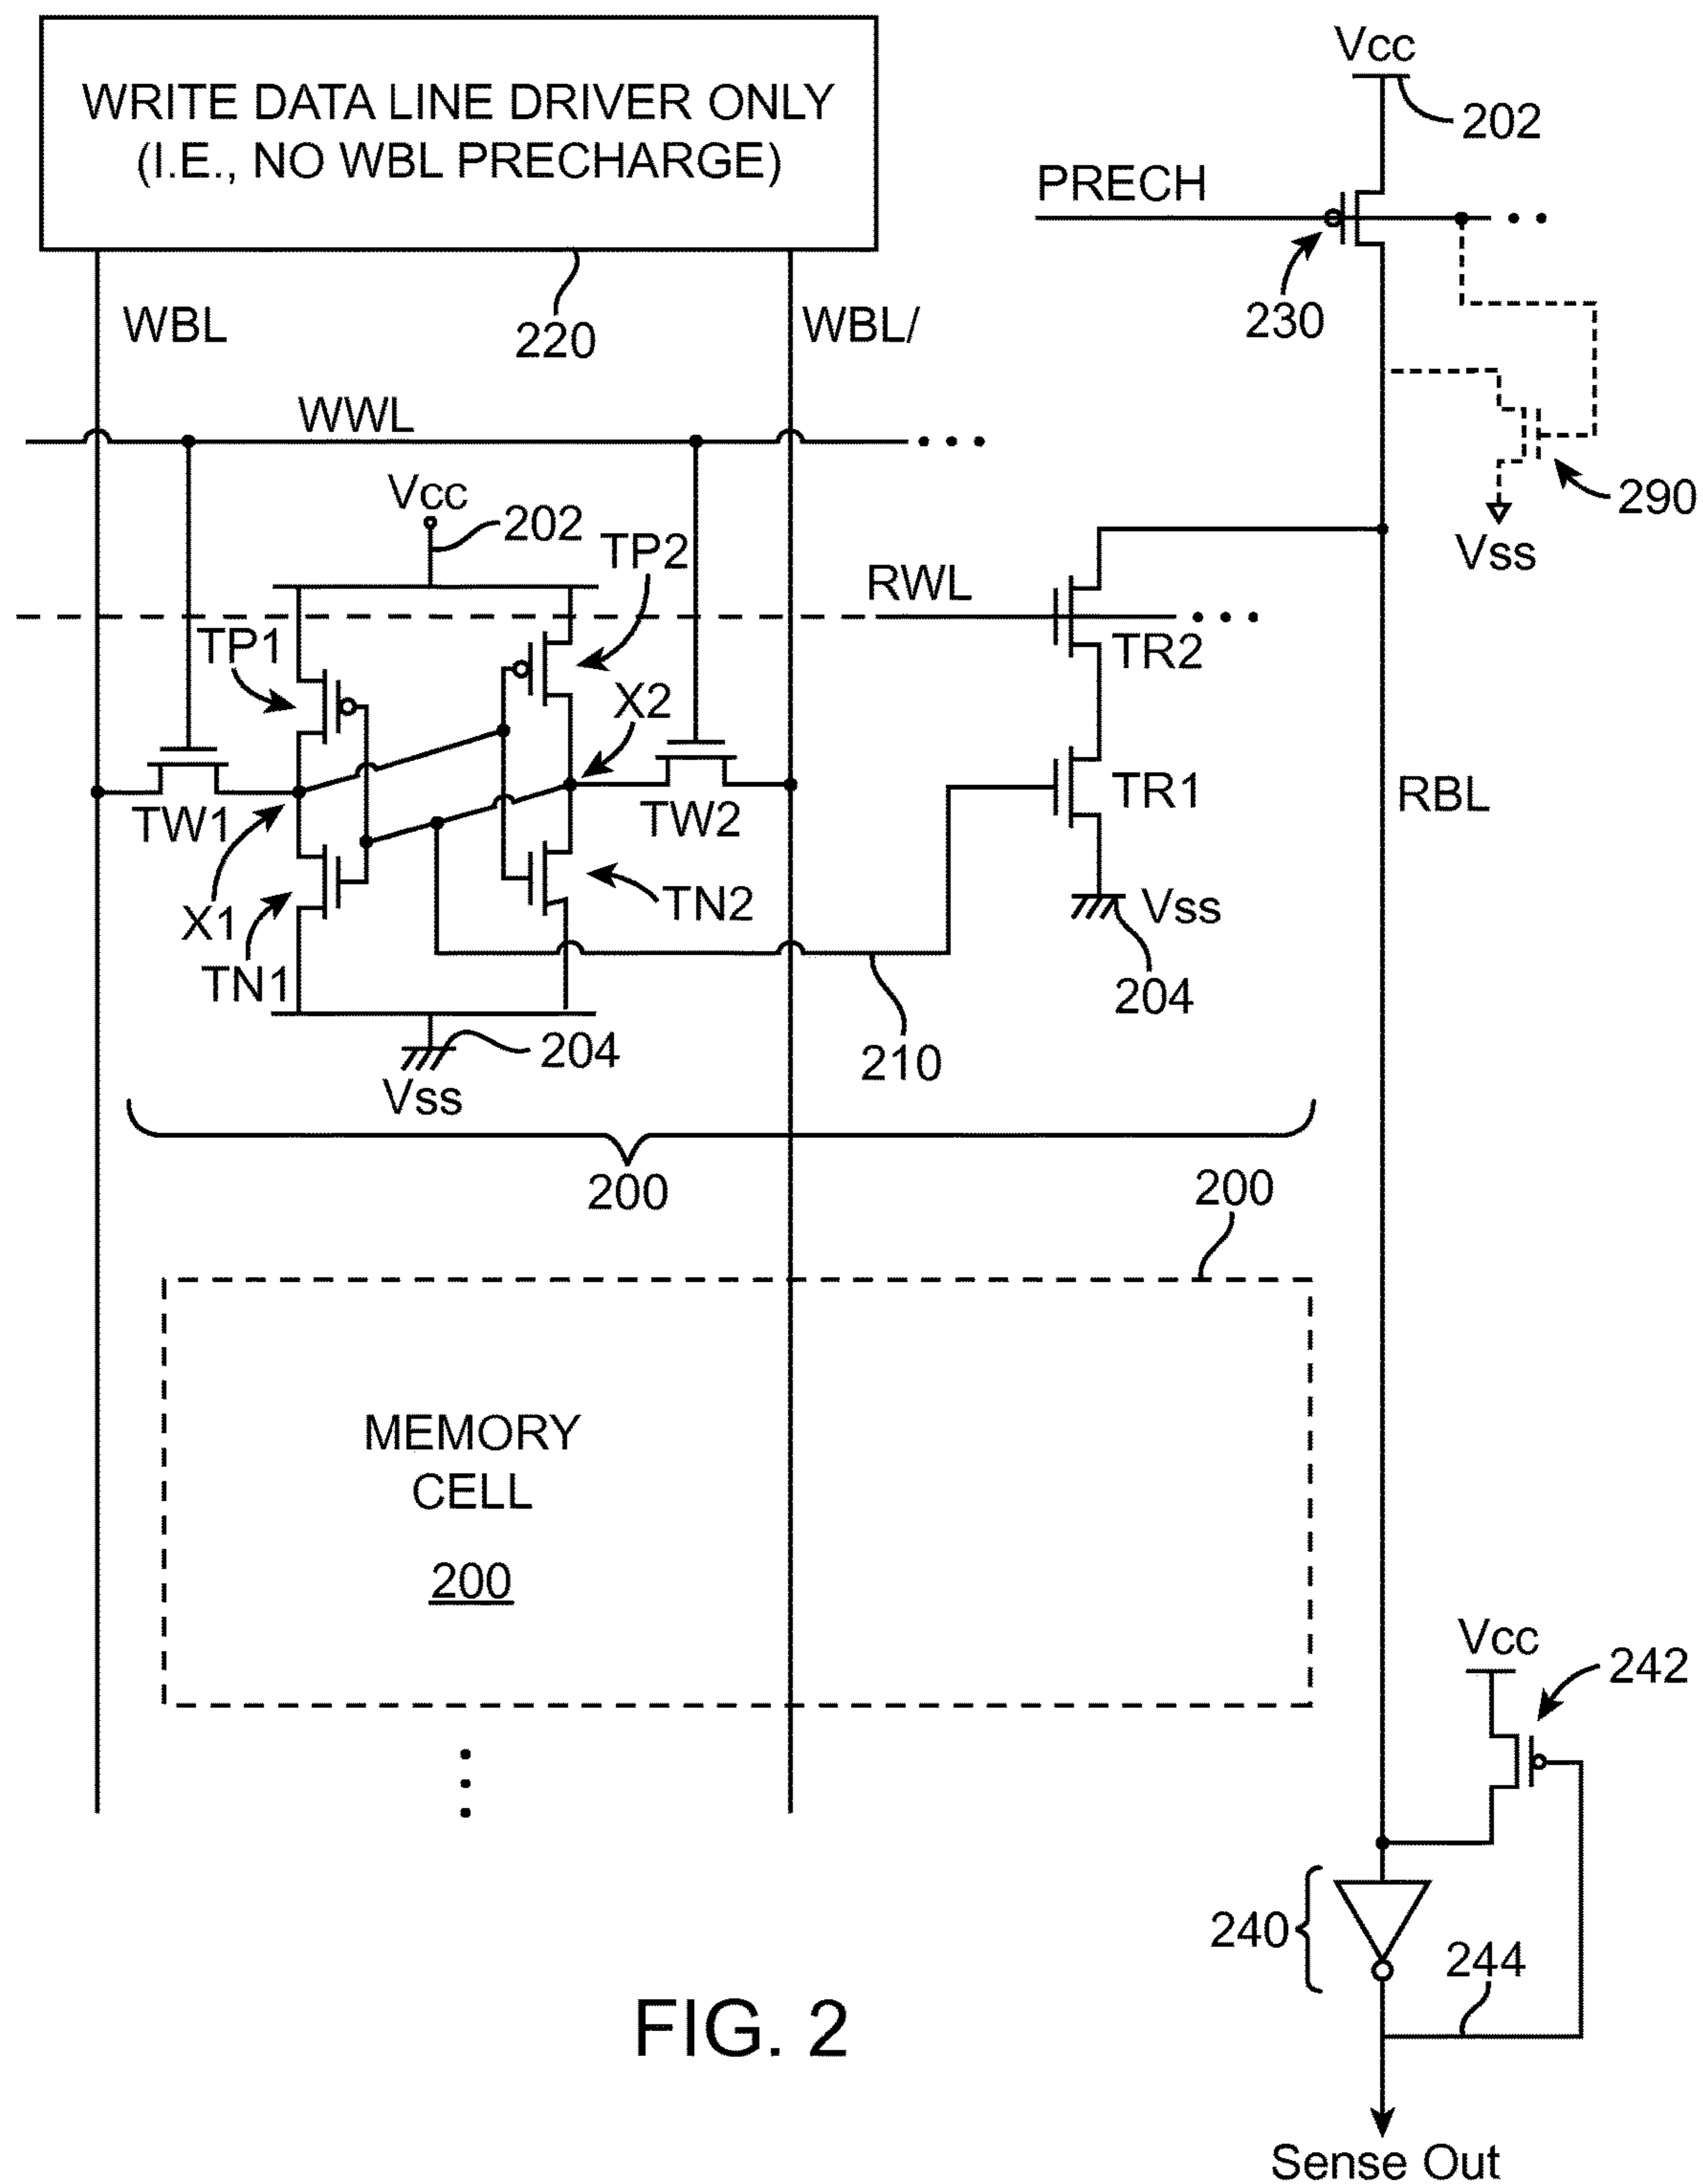 Vcc
202
WRITE DATA LINE DRIVER ONLY
(I.E., NO WBL PRECHARGE)
PRECH
230
WBL
220
WBL/
WWL
290
Vss
Vcc
202
TP2
RWL
TP1
TR2
X2
TW1
TW2
TR1
RBL
X1
TN2
Vss
TN1
204
204
210
Vss
200
200
MEMORY
CELL
200
Vcc
242
240
244
FIG. 2
Sense Out